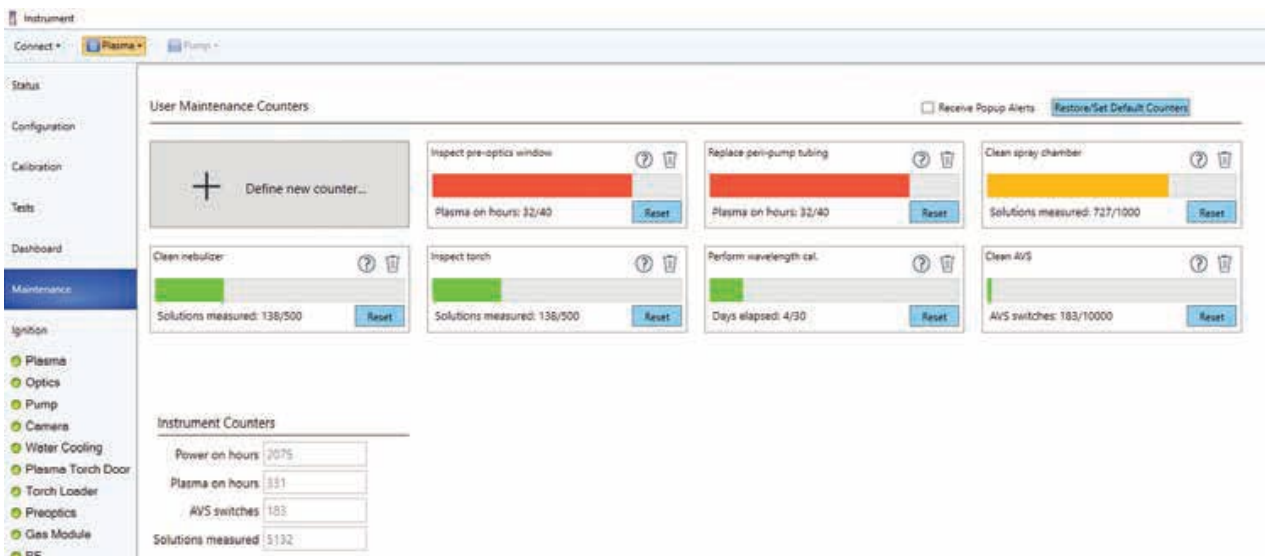 Instrument
Connect Plasma Pump
Status
Configuration
Calibration
Tests
Dashboard
Maintenance
Ignition
Plasma
Optics
Pump
Camera
Water Cooling
Plasma Torch Door
Torch Loader
Preoptics
Gas Module
RF
User Maintenance Counters
Receive Popup Alerts
Restore/Set Default Counters
Define new counter...
Inspect pre-optics window
Plasma on hours: 32/40
Reset
Replace peri-pump tubing
Plasma on hours: 32/40
Reset
Clean spray chamber
Solutions measured: 727/1000
Reset
Clean nebulizer
Solutions measured: 138/500
Reset
Inspect torch
Solutions measured: 138/500
Reset
Perform wavelength cal.
Days elapsed: 4/30
Reset
Clean AVS
AVS switches: 183/10000
Reset
Instrument Counters
Power on hours 2075
Plasma on hours 331
AVS switches 183
Solutions measured 5132